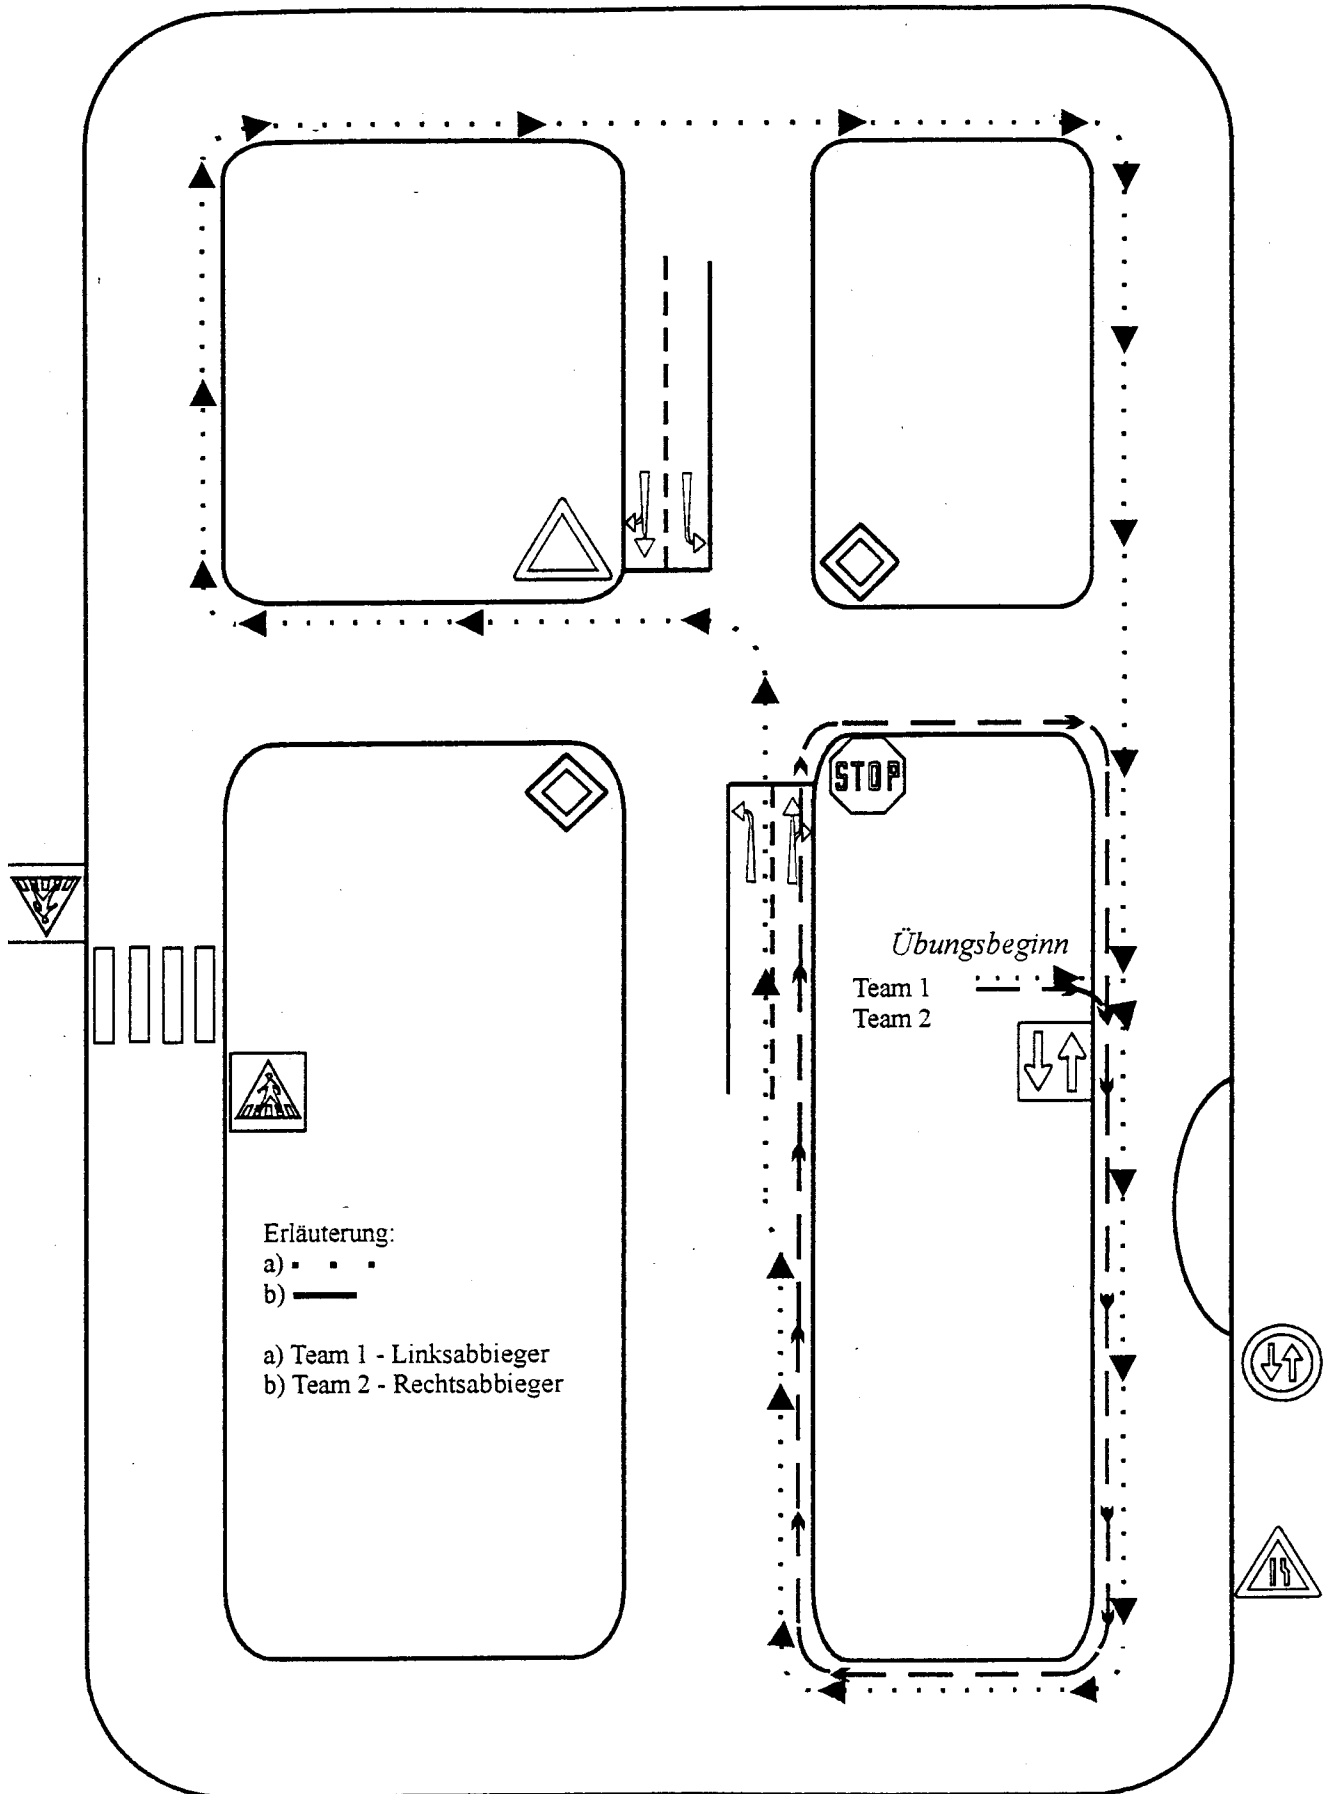 STOP
Übungsbeginn
Team 1
Team 2
Erläuterung:
a)
b)
a) Team 1 - Linksabbieger
b) Team 2 - Rechtsabbieger